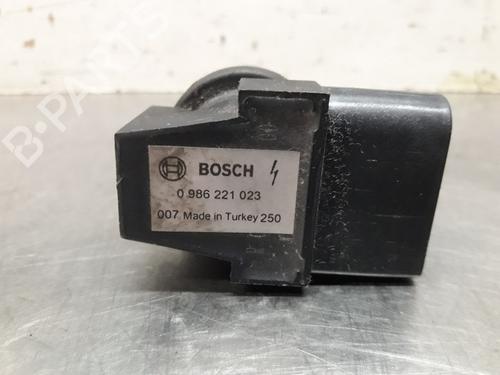 B-PARTS
BOSCH
0 986 221 023
007 Made in Turkey 250